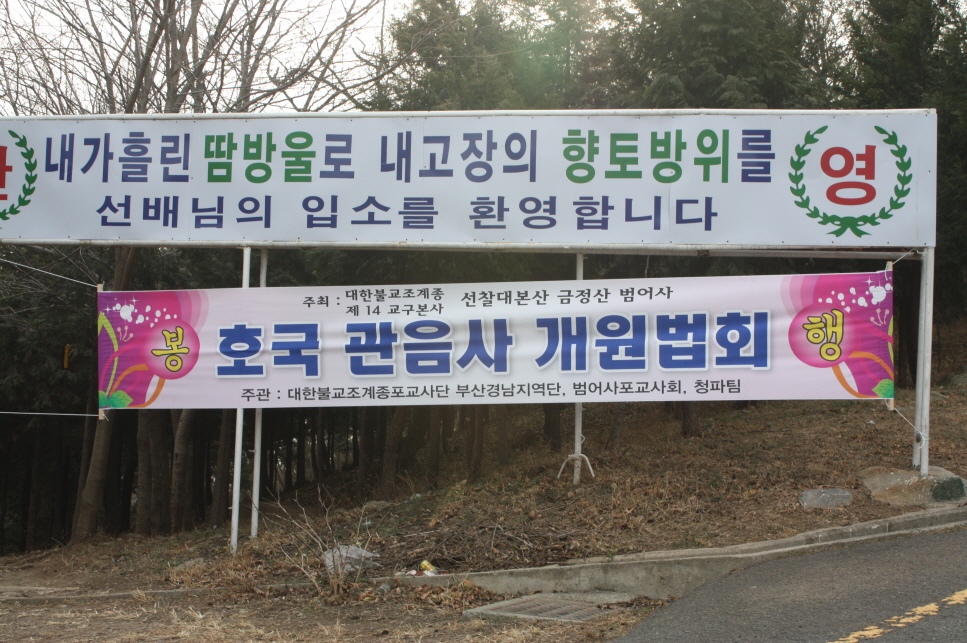 내가흘린 땀방울로 내고장의 향토방위를 영
선배님의 입소를 환영합니다
주최 : 대한불교조계종 선찰대본산 금정산 범어사
제 14 교구본사
봉 호국 관음사 개원법회 행
주관 : 대한불교조계종포교사단 부산경남지역단, 범어사포교사회, 청파팀